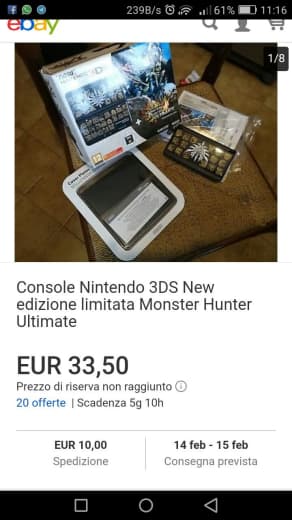 239B/s 61% 11:16
ebay
1/8
Console Nintendo 3DS New
edizione limitata Monster Hunter
Ultimate
EUR 33,50
Prezzo di riserva non raggiunto
20 offerte | Scadenza 5g 10h
EUR 10,00
Spedizione
14 feb - 15 feb
Consegna prevista